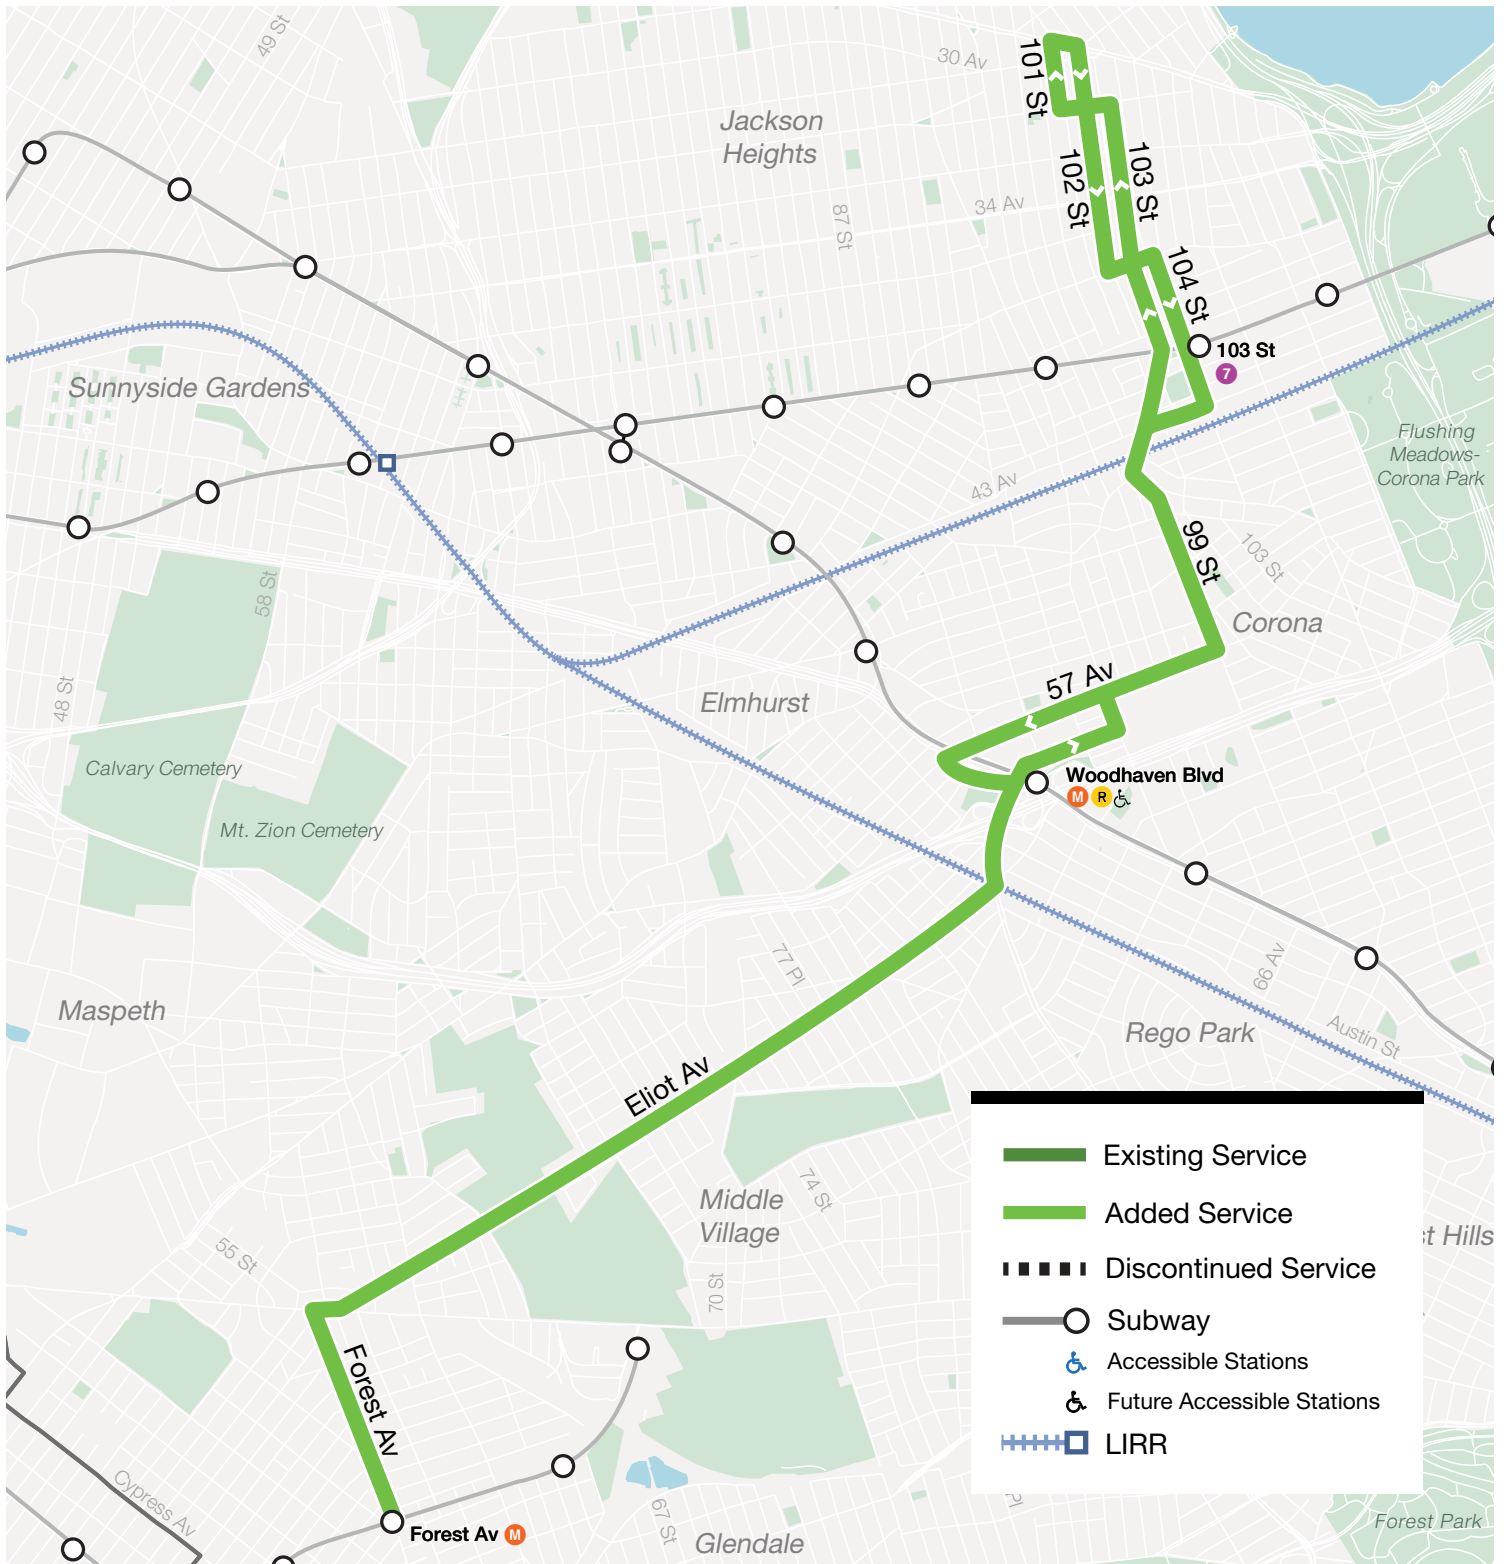 49 St
30 Av
101 St
Jackson
Heights
102 St
103 St
87 St
34 Av
104 St
103 St
7
Sunnyside Gardens
Flushing
Meadows-
Corona Park
43 Av
99 St
103 St
58 St
Corona
48 St
Elmhurst
57 Av
Calvary Cemetery
Woodhaven Blvd
M R
Mt. Zion Cemetery
77 Pl
66 Av
Maspeth
Rego Park
Austin St
Eliot Av
Existing Service
Added Service
Discontinued Service
Subway
Accessible Stations
Future Accessible Stations
LIRR
st Hills
Middle
Village
74 St
55 St
70 St
Forest Av
Cypress Av
Forest Av M
67 St
Pl
Glendale
Forest Park